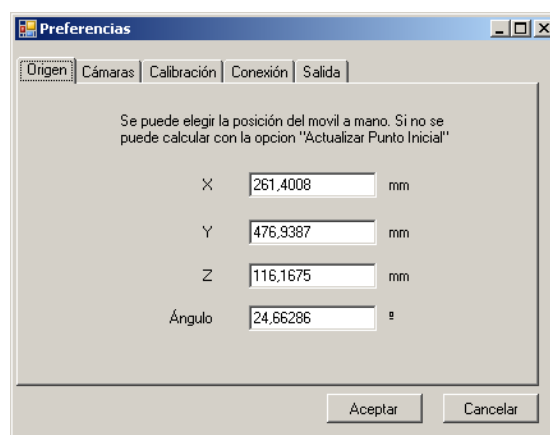 Preferencias
Origen Cámaras Calibración Conexión Salida
Se puede elegir la posición del movil a mano. Si no se
puede calcular con la opcion "Actualizar Punto Inicial"
X 261,4008 mm
Y 476,9387 mm
Z 116,1675 mm
Ángulo 24,66286 º
Aceptar Cancelar